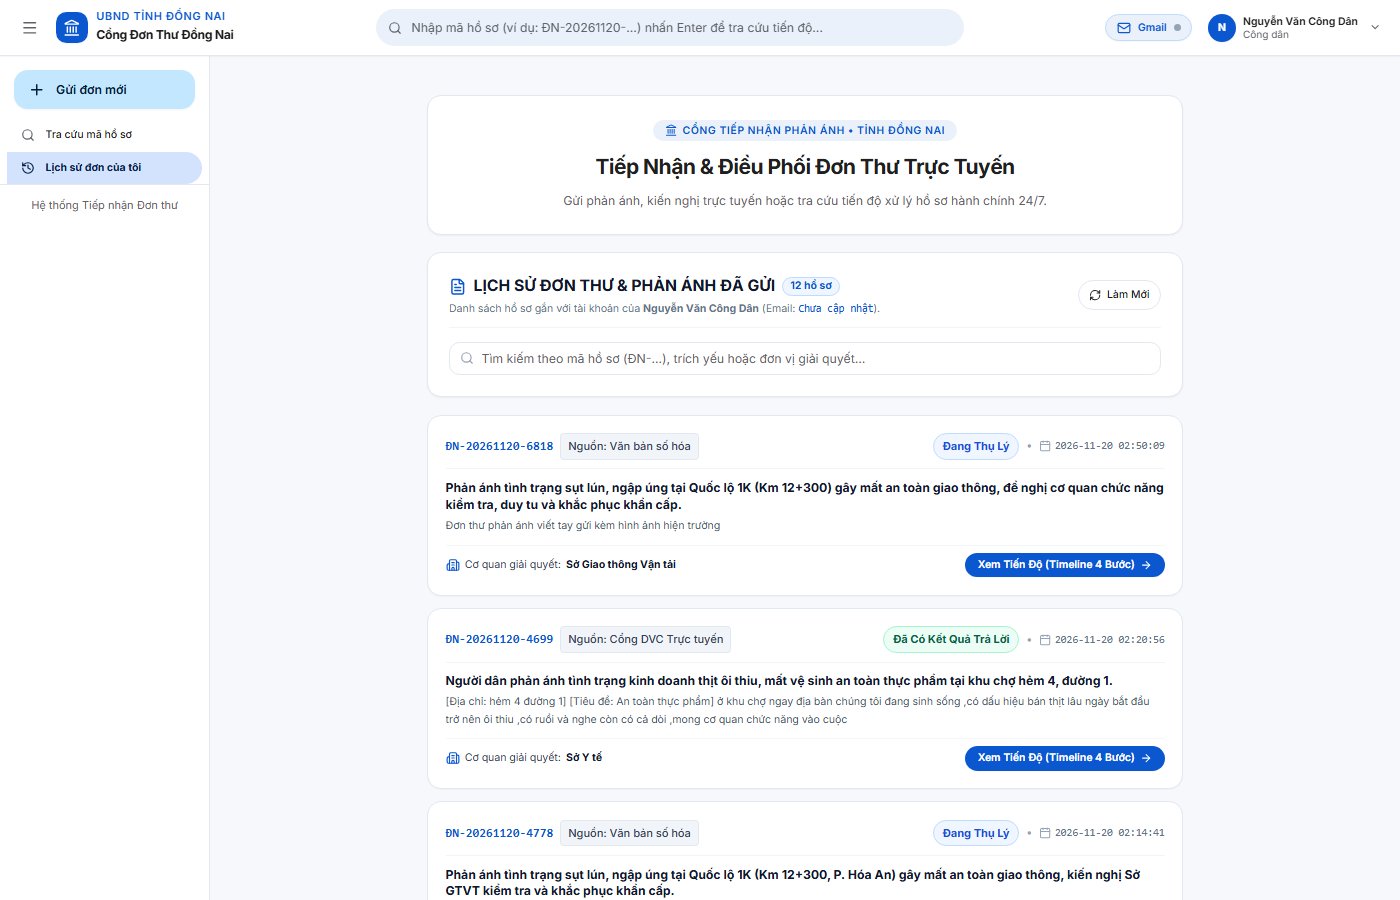 UBND TỈNH ĐỒNG NAI
Cổng Đơn Thư Đồng Nai
Nhập mã hồ sơ (ví dụ: ĐN-20261120-...) nhấn Enter để tra cứu tiến độ...
Gmail
N
Nguyễn Văn Công Dân
Công dân
Gửi đơn mới
Tra cứu mã hồ sơ
Lịch sử đơn của tôi
Hệ thống Tiếp nhận Đơn thư
CỔNG TIẾP NHẬN PHẢN ÁNH • TỈNH ĐỒNG NAI
Tiếp Nhận & Điều Phối Đơn Thư Trực Tuyến
Gửi phản ánh, kiến nghị trực tuyến hoặc tra cứu tiến độ xử lý hồ sơ hành chính 24/7.
LỊCH SỬ ĐƠN THƯ & PHẢN ÁNH ĐÃ GỬI
12 hồ sơ
Danh sách hồ sơ gắn với tài khoản của Nguyễn Văn Công Dân (Email: Chưa cập nhật).
Làm Mới
Tìm kiếm theo mã hồ sơ (ĐN-...), trích yếu hoặc đơn vị giải quyết...
ĐN-20261120-6818
Nguồn: Văn bản số hóa
Đang Thụ Lý
• 2026-11-20 02:50:09
Phản ánh tình trạng sụt lún, ngập úng tại Quốc lộ 1K (Km 12+300) gây mất an toàn giao thông, đề nghị cơ quan chức năng
kiểm tra, duy tu và khắc phục khẩn cấp.
Đơn thư phản ánh viết tay gửi kèm hình ảnh hiện trường
Cơ quan giải quyết: Sở Giao thông Vận tải
Xem Tiến Độ (Timeline 4 Bước) →
ĐN-20261120-4699
Nguồn: Cổng DVC Trực tuyến
Đã Có Kết Quả Trả Lời
• 2026-11-20 02:20:56
Người dân phản ánh tình trạng kinh doanh thịt ôi thiu, mất vệ sinh an toàn thực phẩm tại khu chợ hẻm 4, đường 1.
[Địa chỉ: hẻm 4 đường 1] [Tiêu đề: An toàn thực phẩm] ở khu chợ ngay địa bàn chúng tôi đang sinh sống ,có dấu hiệu bán thịt lâu ngày bắt đầu
trở nên ôi thiu ,có ruồi và nghe còn có cả dòi ,mong cơ quan chức năng vào cuộc
Cơ quan giải quyết: Sở Y tế
Xem Tiến Độ (Timeline 4 Bước) →
ĐN-20261120-4778
Nguồn: Văn bản số hóa
Đang Thụ Lý
• 2026-11-20 02:14:41
Phản ánh tình trạng sụt lún, ngập úng tại Quốc lộ 1K (Km 12+300, P. Hóa An) gây mất an toàn giao thông, kiến nghị Sở
GTVT kiểm tra và khắc phục khẩn cấp.